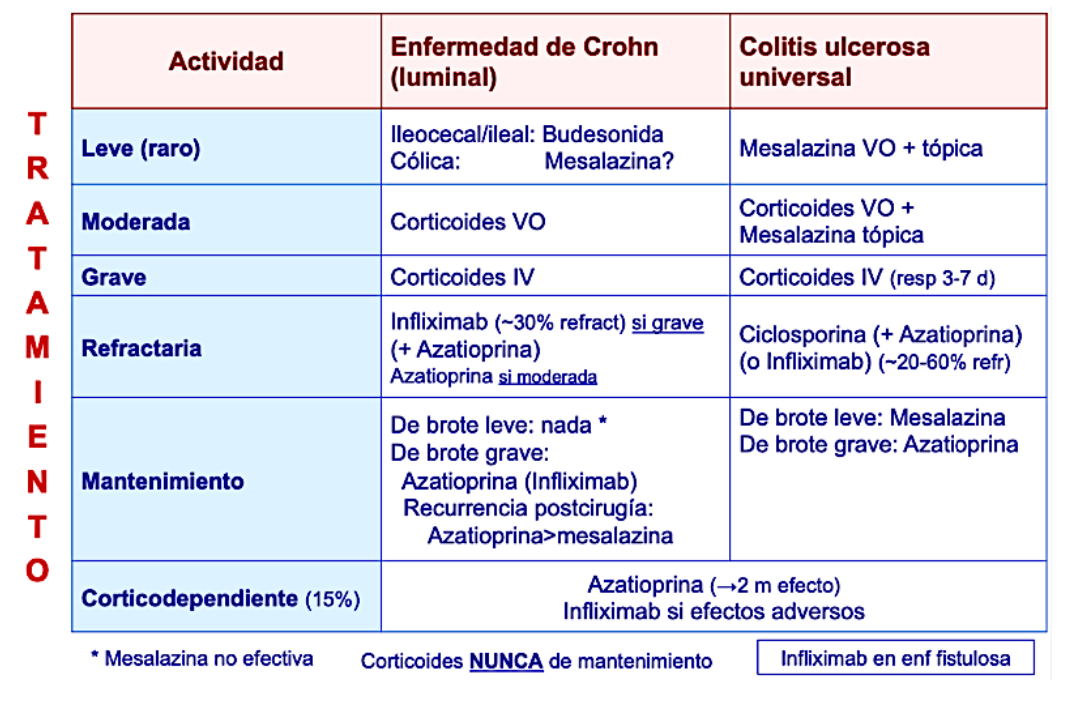 TRATAMIENTO
Actividad
Enfermedad de Crohn
(luminal)
Colitis ulcerosa
universal
Leve (raro)
Ileocecal/ileal: Budesonida
Cólica: Mesalazina?
Mesalazina VO + tópica
Moderada
Corticoides VO
Corticoides VO +
Mesalazina tópica
Grave
Corticoides IV
Corticoides IV (resp 3-7 d)
Refractaria
Infliximab (~30% refract) si grave
(+ Azatioprina)
Azatioprina si moderada
Ciclosporina (+ Azatioprina)
(o Infliximab) (~20-60% refr)
Mantenimiento
De brote leve: nada *
De brote grave:
Azatioprina (Infliximab)
Recurrencia postcirugía:
Azatioprina>mesalazina
De brote leve: Mesalazina
De brote grave: Azatioprina
Corticodependiente (15%)
Azatioprina (→2 m efecto)
Infliximab si efectos adversos
* Mesalazina no efectiva
Corticoides NUNCA de mantenimiento
Infliximab en enf fistulosa